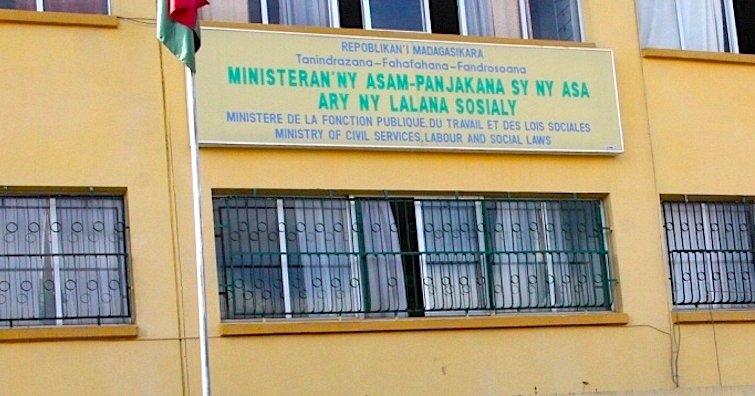 REPOBLIKAN'I MADAGASIKARA
Tanindrazana-Fahafahana-Fandrosoana
MINISTERAN'NY ASAM-PANJAKANA SY NY ASA
ARY NY LALANA SOSIALY
MINISTERE DE LA FONCTION PUBLIQUE.DU TRAVAIL ET DES LOIS SOCIALES
MINISTRY OF CIVIL SERVICES,LABOUR AND SOCIAL LAWS